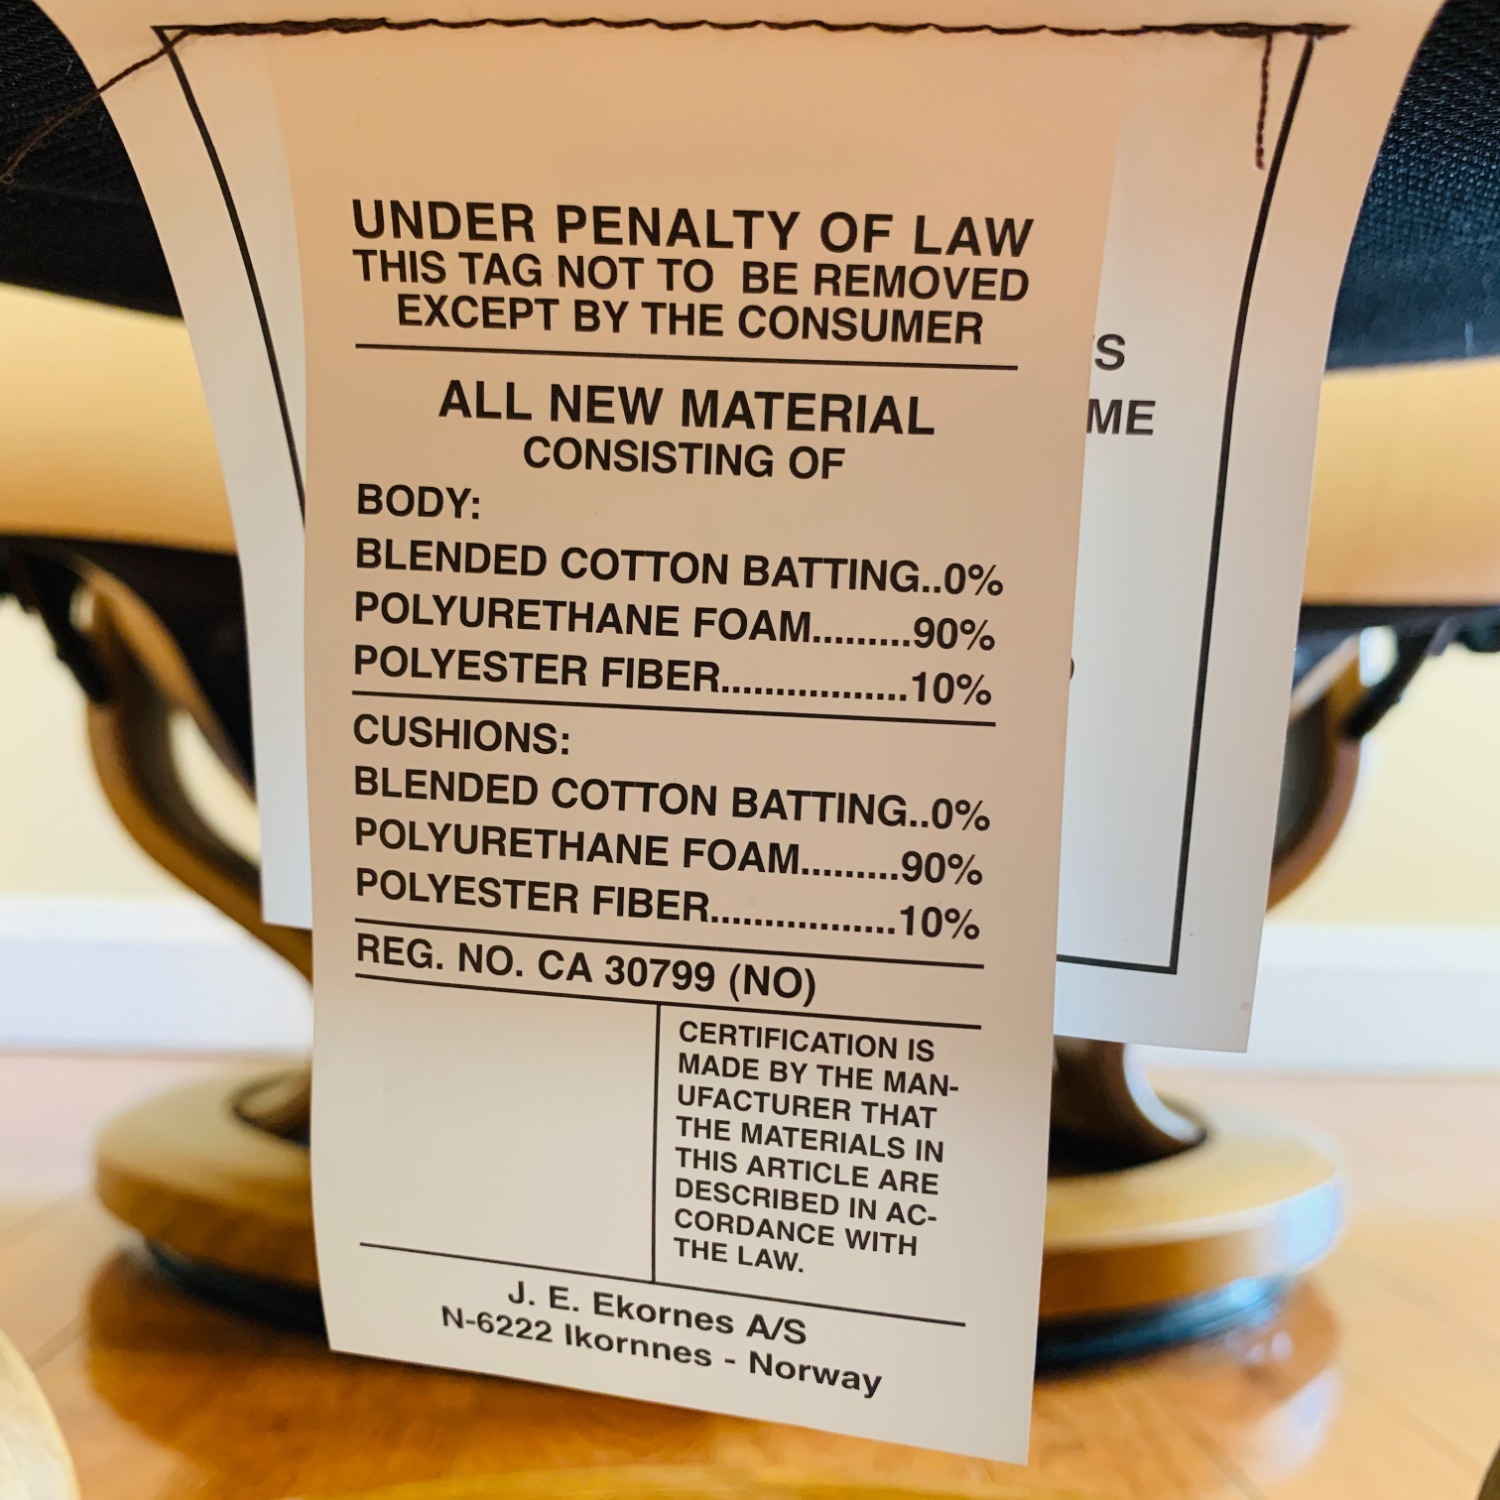 UNDER PENALTY OF LAW
THIS TAG NOT TO BE REMOVED
EXCEPT BY THE CONSUMER
ALL NEW MATERIAL
CONSISTING OF
BODY:
BLENDED COTTON BATTING..0%
POLYURETHANE FOAM.........90%
POLYESTER FIBER.................10%
CUSHIONS:
BLENDED COTTON BATTING..0%
POLYURETHANE FOAM.........90%
POLYESTER FIBER.................10%
REG. NO. CA 30799 (NO)
CERTIFICATION IS
MADE BY THE MAN-
UFACTURER THAT
THE MATERIALS IN
THIS ARTICLE ARE
DESCRIBED IN AC-
CORDANCE WITH
THE LAW.
J. E. Ekornes A/S
N-6222 Ikornnes - Norway